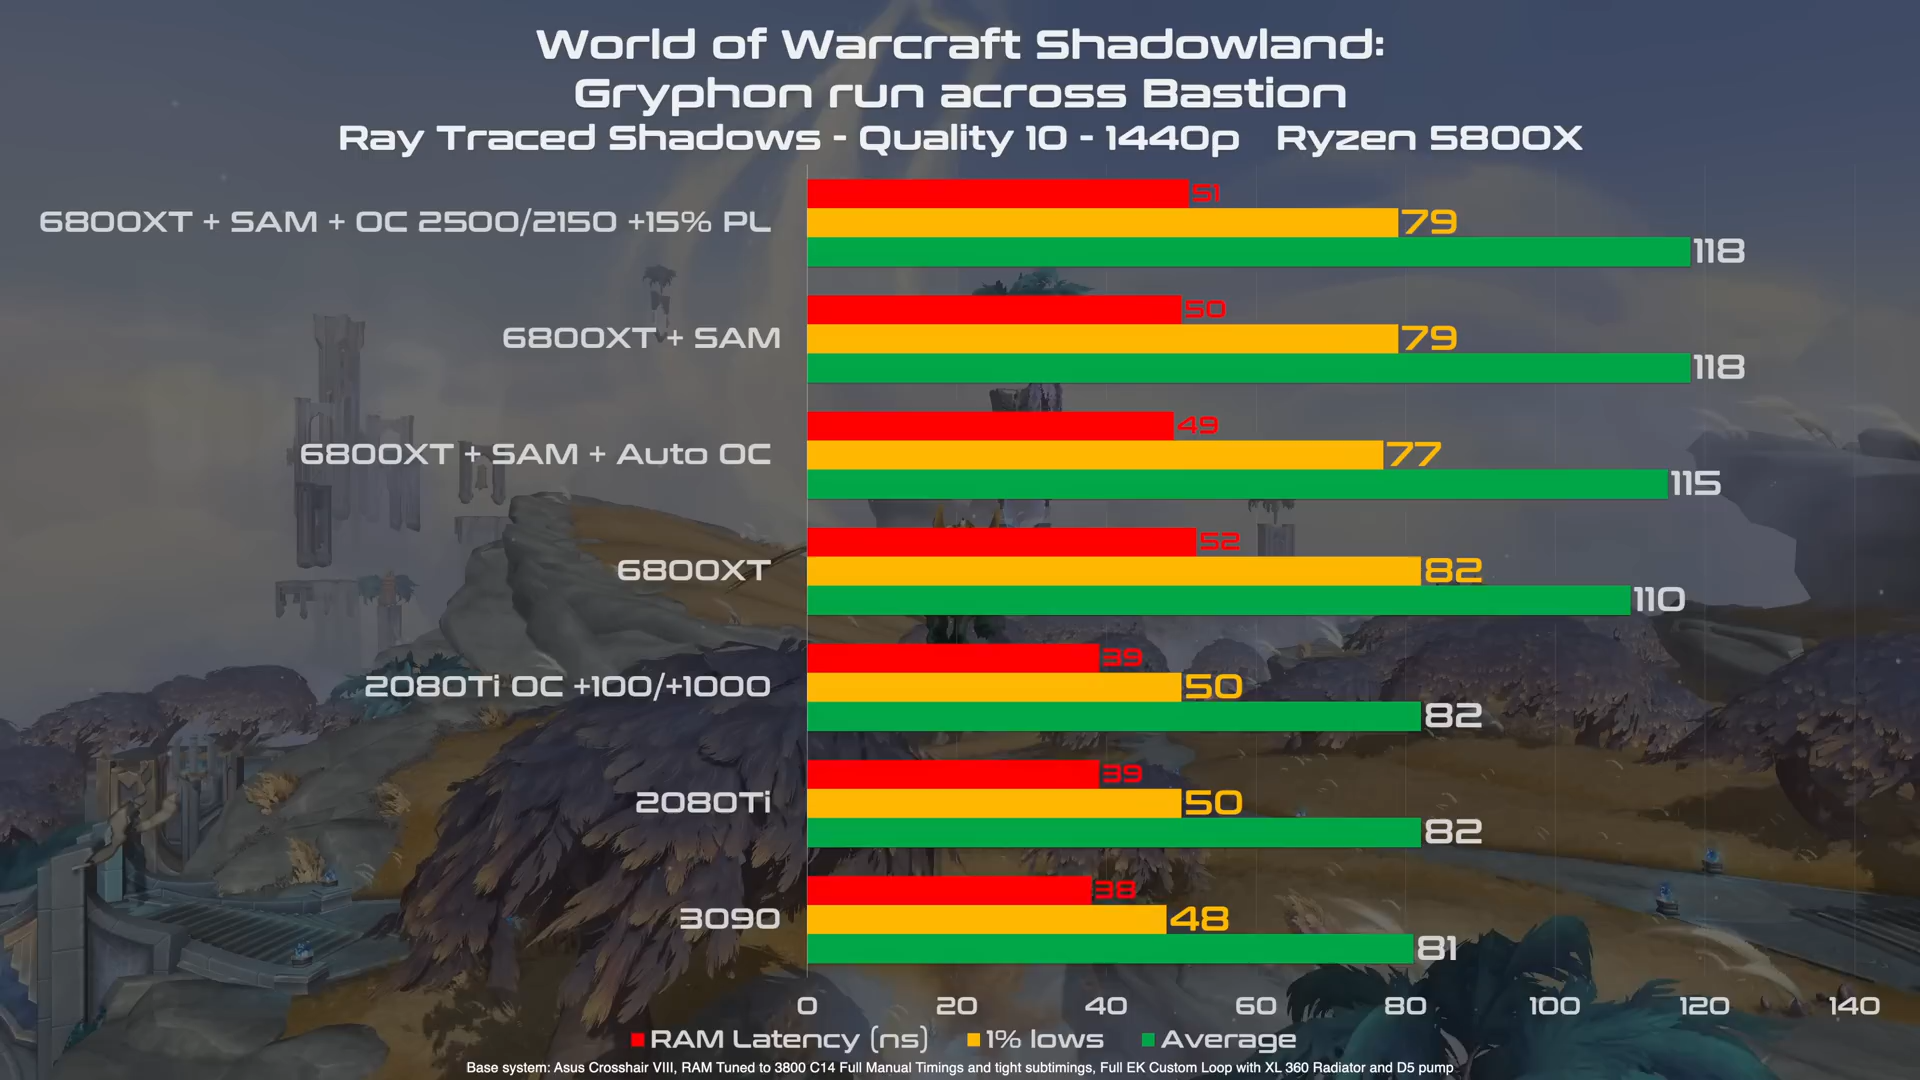 World of Warcraft Shadowland:
Gryphon run across Bastion
Ray Traced Shadows - Quality 10 - 1440p Ryzen 5800X
6800XT + SAM + OC 2500/2150 +15% PL
51
79
118
6800XT + SAM
50
79
118
6800XT + SAM + Auto OC
49
77
115
6800XT
52
82
110
2080Ti OC +100/+1000
39
50
82
2080Ti
39
50
82
3090
38
48
81
0 20 40 60 80 100 120 140
RAM Latency (ns) 1% lows Average
Base system: Asus Crosshair VIII, RAM Tuned to 3800 C14 Full Manual Timings and tight subtimings, Full EK Custom Loop with XL 360 Radiator and D5 pump